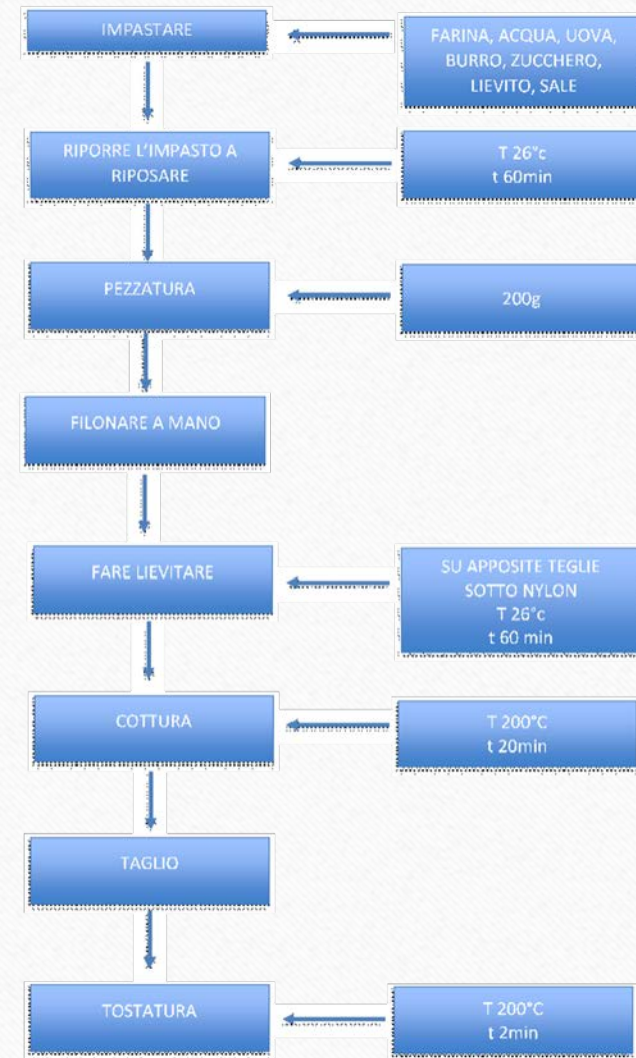 IMPASTARE
FARINA, ACQUA, UOVA,
BURRO, ZUCCHERO,
LIEVITO, SALE
RIPORRE L'IMPASTO A
RIPOSARE
T 26°c
t 60min
PEZZATURA
200g
FILONARE A MANO
FARE LIEVITARE
SU APPOSITE TEGLIE
SOTTO NYLON
T 26°c
t 60 min
COTTURA
T 200°C
t 20min
TAGLIO
TOSTATURA
T 200°C
t 2min